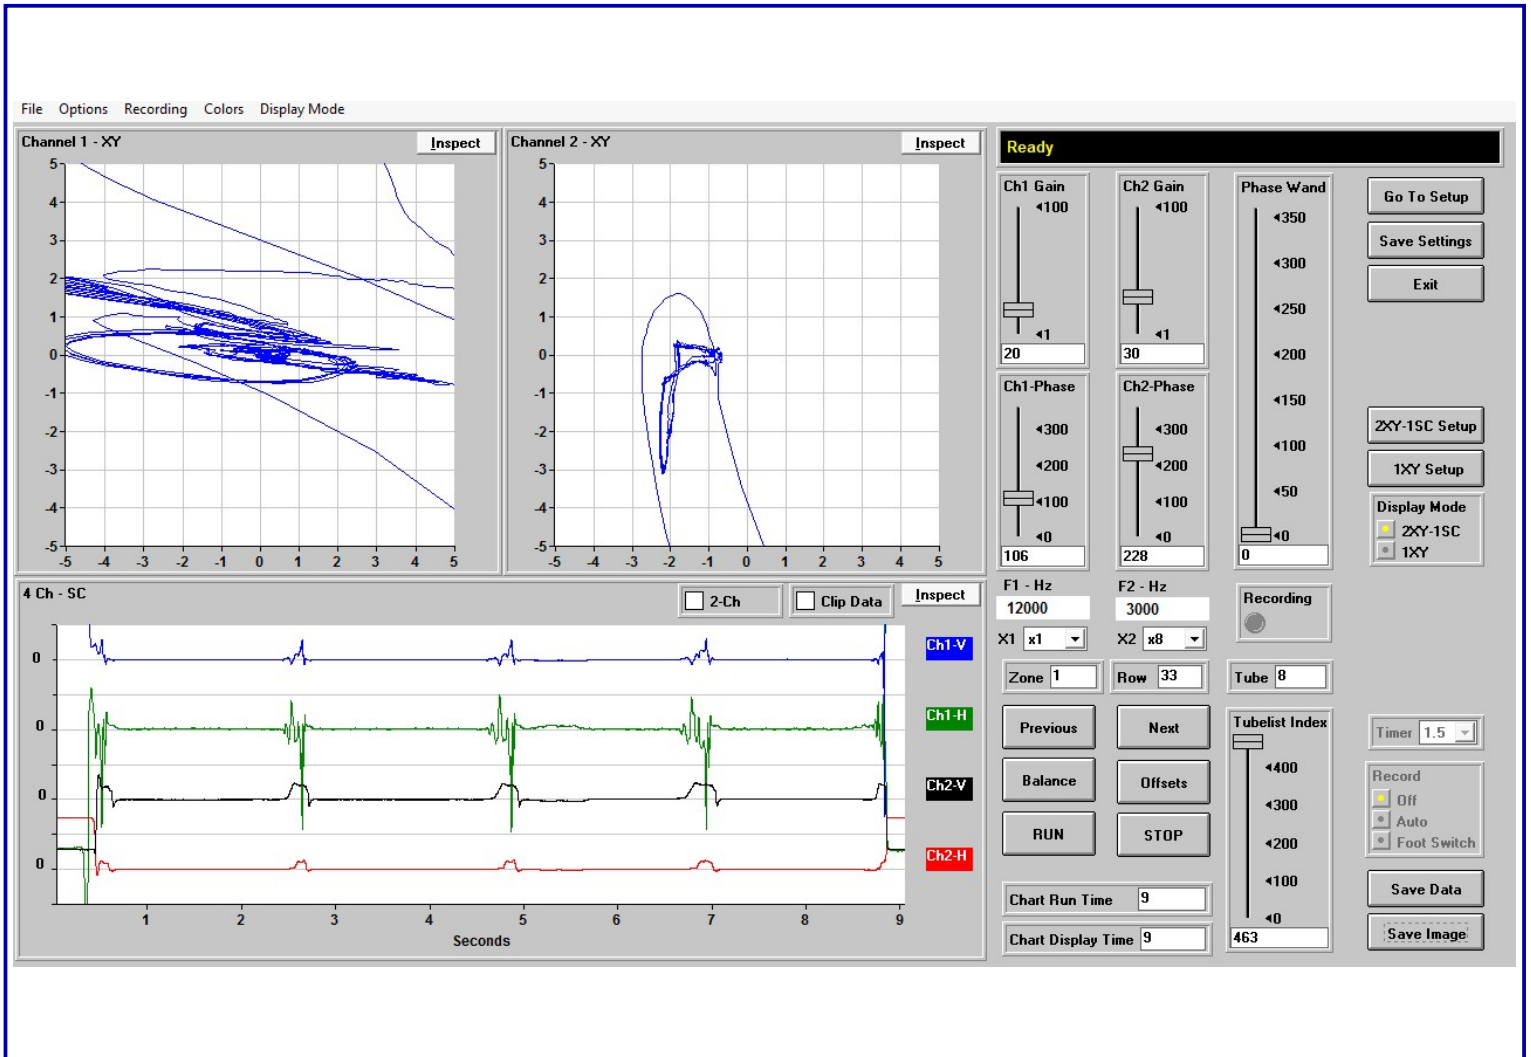 File Options Recording Colors Display Mode
Channel 1 - XY
Inspect
5
4
3
2
1
0
-1
-2
-3
-4
-5
-5 -4 -3 -2 -1 0 1 2 3 4 5
Channel 2 - XY
Inspect
5
4
3
2
1
0
-1
-2
-3
-4
-5
-5 -4 -3 -2 -1 0 1 2 3 4 5
4 Ch - SC
2-Ch
Clip Data
Inspect
0
0
0
0
Ch1-V
Ch1-H
Ch2-V
Ch2-H
1 2 3 4 5 6 7 8 9
Seconds
Ready
Ch1 Gain
100
1
20
Ch2 Gain
100
1
30
Phase Wand
350
300
250
200
150
100
50
0
0
Go To Setup
Save Settings
Exit
Ch1-Phase
300
200
100
0
106
Ch2-Phase
300
200
100
0
228
2XY-1SC Setup
1XY Setup
Display Mode
2XY-1SC
1XY
F1 - Hz
12000
F2 - Hz
3000
Recording
X1 x1
X2 x8
Zone 1
Row 33
Tube 8
Previous
Next
Balance
Offsets
RUN
STOP
Tubelist Index
400
300
200
100
0
463
Timer 1.5
Record
Off
Auto
Foot Switch
Chart Run Time 9
Chart Display Time 9
Save Data
Save Image